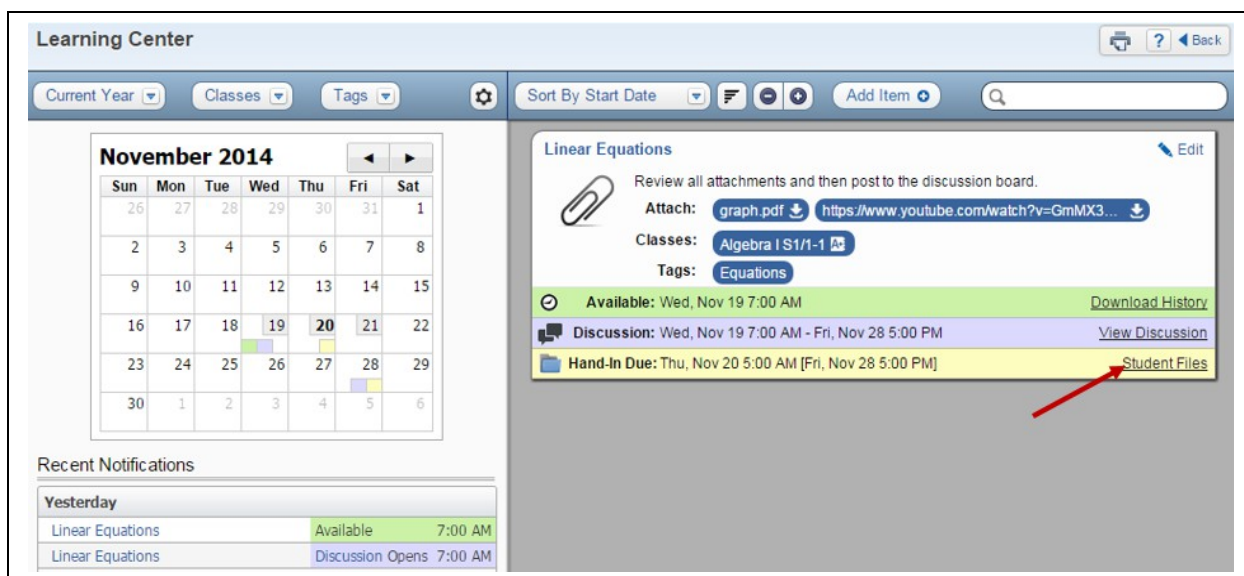 Learning Center
? Back
Current Year Classes Tags
Sort By Start Date Add Item
November 2014
Sun Mon Tue Wed Thu Fri Sat
26 27 28 29 30 31 1
2 3 4 5 6 7 8
9 10 11 12 13 14 15
16 17 18 19 20 21 22
23 24 25 26 27 28 29
30 1 2 3 4 5 6
Recent Notifications
Yesterday
Linear Equations Available 7:00 AM
Linear Equations Discussion Opens 7:00 AM
Linear Equations Edit
Review all attachments and then post to the discussion board.
Attach: graph.pdf https://www.youtube.com/watch?v=GmMX3...
Classes: Algebra I S1/1-1 A+
Tags: Equations
Available: Wed, Nov 19 7:00 AM Download History
Discussion: Wed, Nov 19 7:00 AM - Fri, Nov 28 5:00 PM View Discussion
Hand-In Due: Thu, Nov 20 5:00 AM [Fri, Nov 28 5:00 PM] Student Files